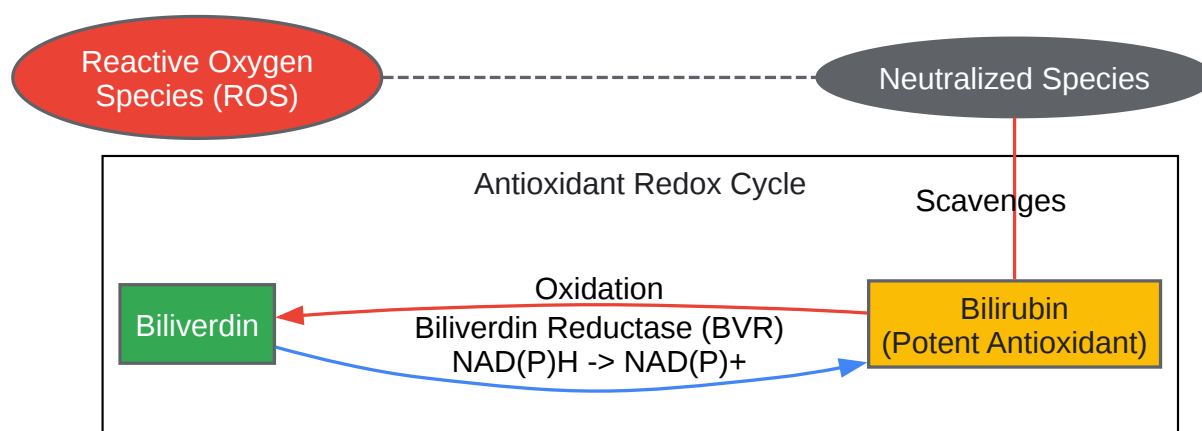 Reactive Oxygen
Species (ROS)
Neutralized Species
Antioxidant Redox Cycle
Scavenges
Oxidation
Biliverdin
Biliverdin Reductase (BVR)
NAD(P)H -> NAD(P)+
Bilirubin
(Potent Antioxidant)